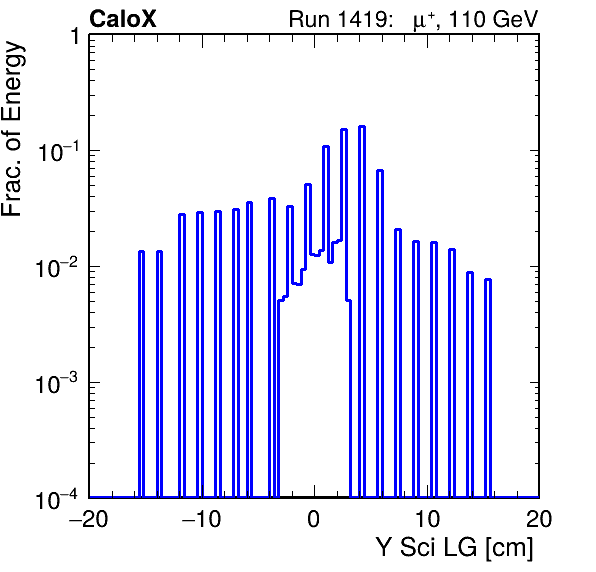 CaloX Run 1419: μ⁺, 110 GeV
Frac. of Energy
1
10⁻¹
10⁻²
10⁻³
10⁻⁴
−20 −10 0 10 20
Y Sci LG [cm]